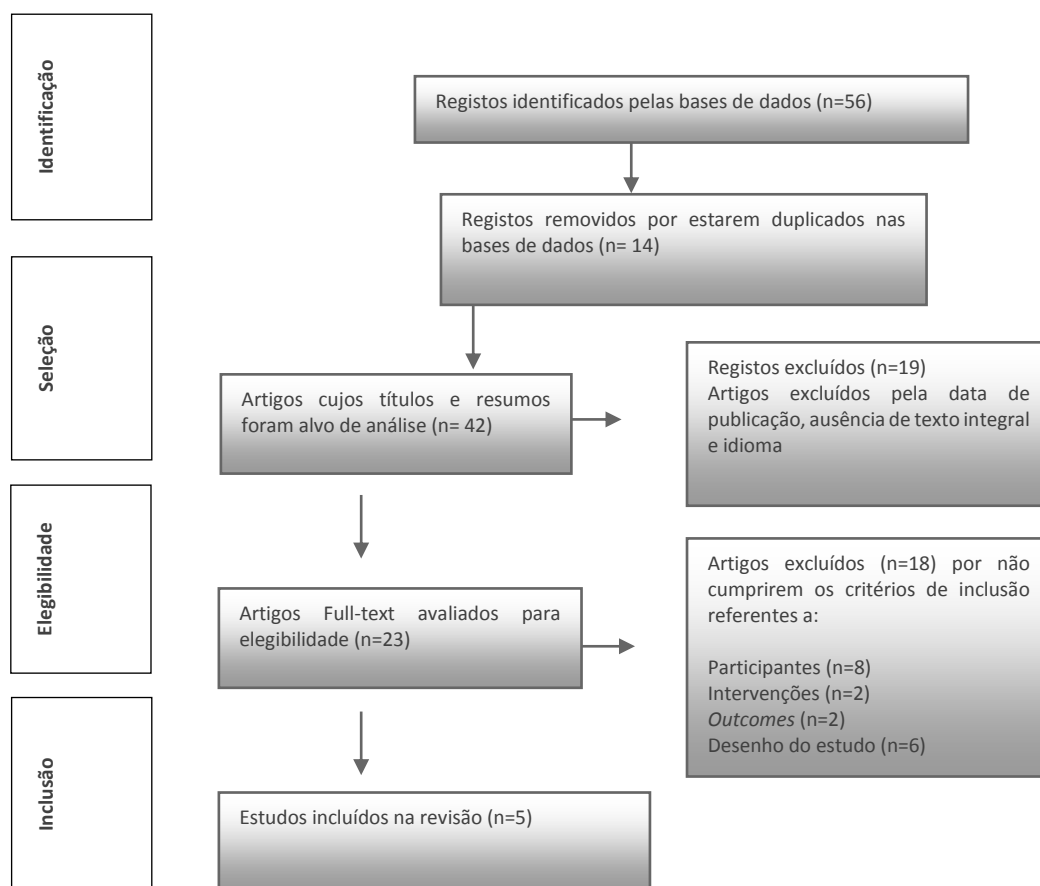 Identificação
Registos identificados pelas bases de dados (n=56)
Registos removidos por estarem duplicados nas
bases de dados (n= 14)
Seleção
Artigos cujos títulos e resumos
foram alvo de análise (n= 42)
Registos excluídos (n=19)
Artigos excluídos pela data de
publicação, ausência de texto integral
e idioma
Elegibilidade
Artigos Full-text avaliados para
elegibilidade (n=23)
Artigos excluídos (n=18) por não
cumprirem os critérios de inclusão
referentes a:
Participantes (n=8)
Intervenções (n=2)
Outcomes (n=2)
Desenho do estudo (n=6)
Inclusão
Estudos incluídos na revisão (n=5)